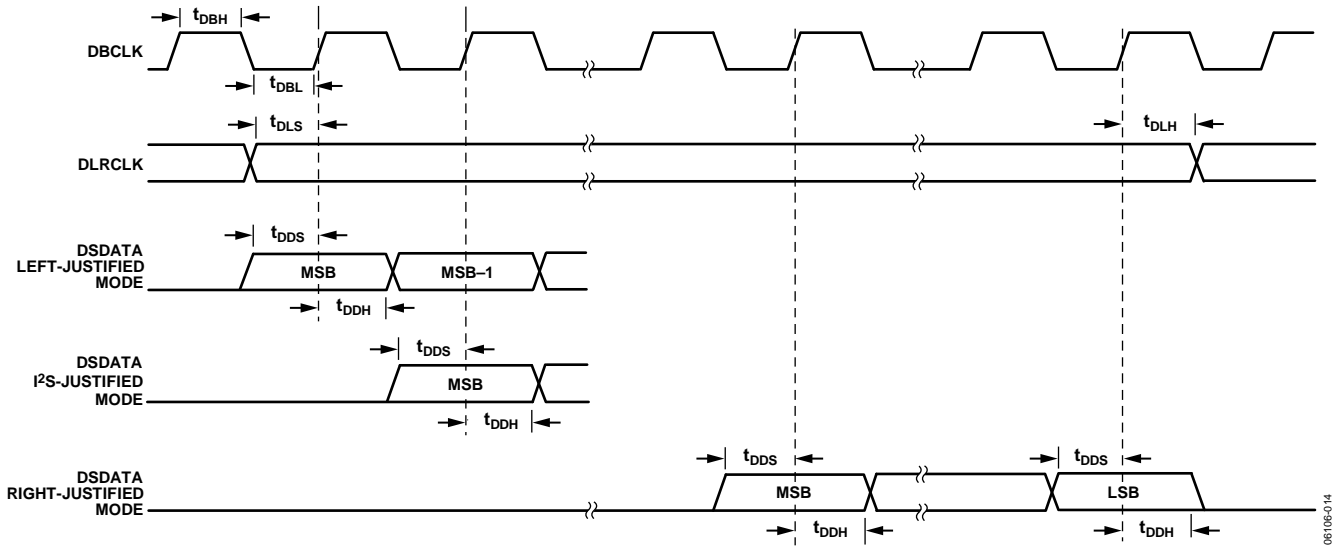 tDBH
DBCLK
tDBL
tDLS
tDLH
DLRCLK
tDDS
DSDATA
LEFT-JUSTIFIED
MODE
MSB
MSB–1
tDDH
tDDS
DSDATA
I2S-JUSTIFIED
MODE
MSB
tDDH
tDDS
tDDS
DSDATA
RIGHT-JUSTIFIED
MODE
MSB
LSB
tDDH
tDDH
06106-014